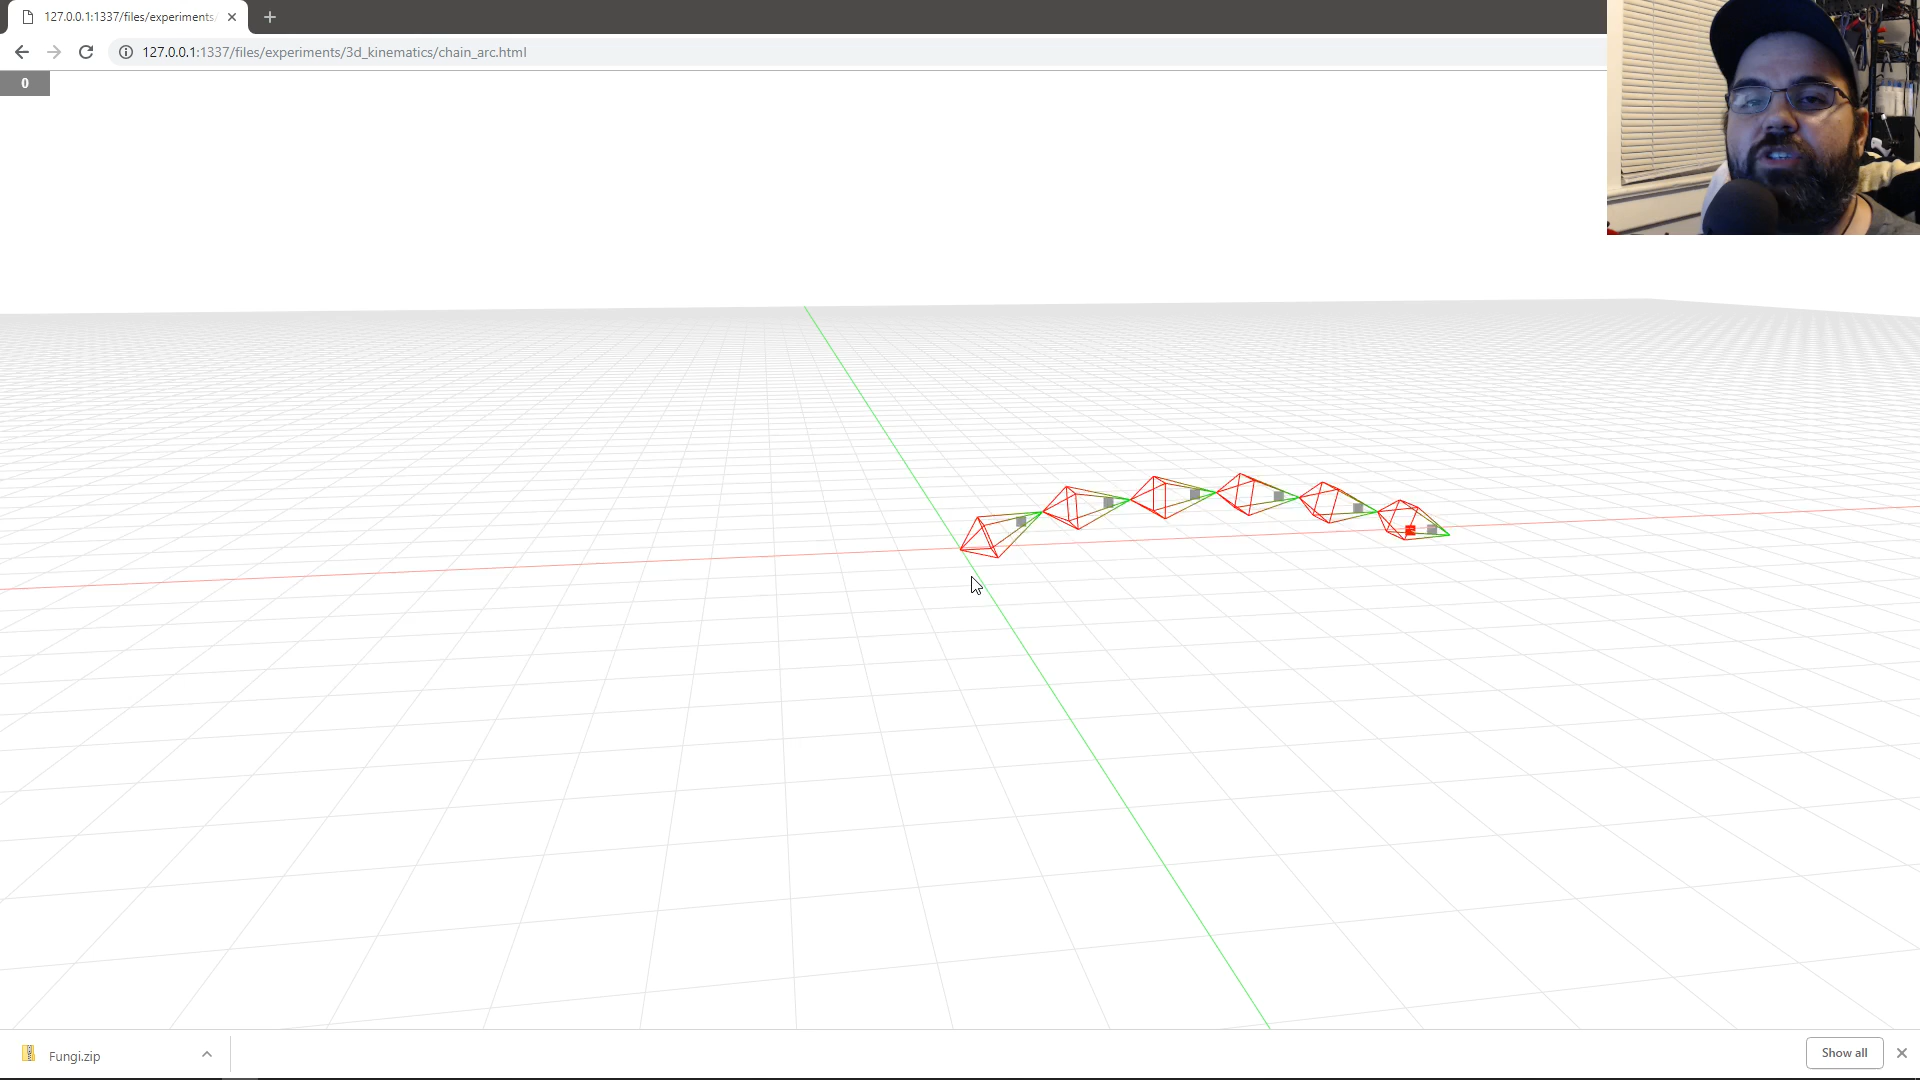 127.0.0.1:1337/files/experiments
127.0.0.1:1337/files/experiments/3d_kinematics/chain_arc.html
0
Fungi.zip
Show all